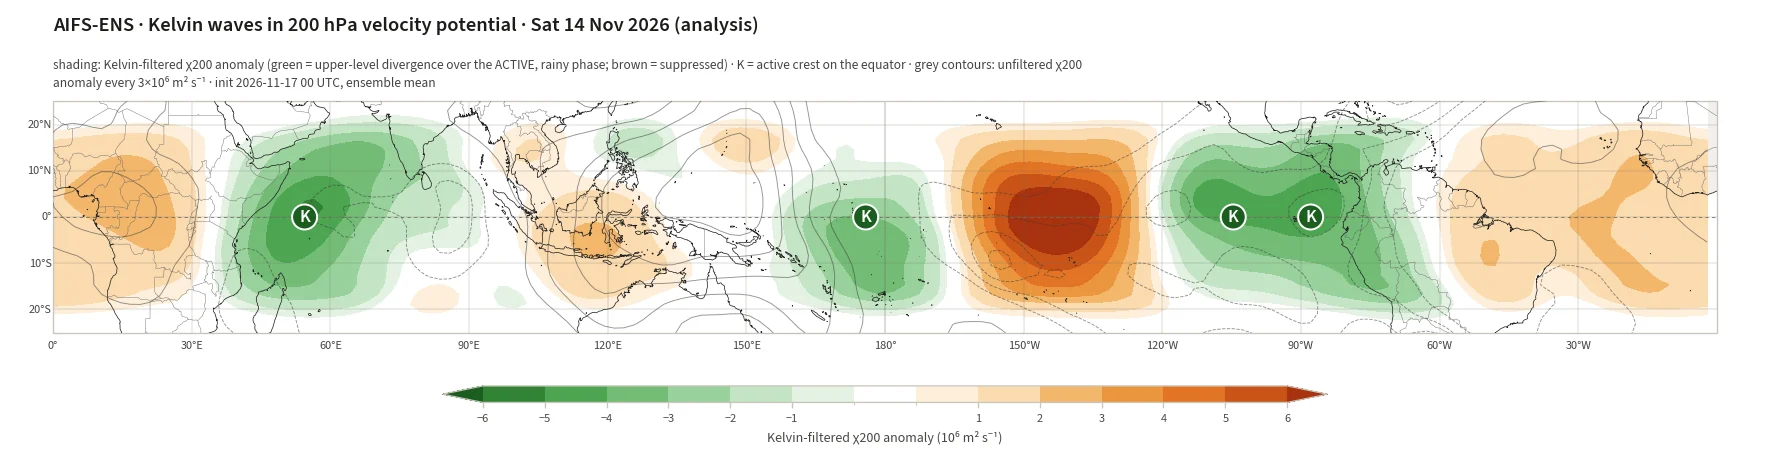 AIFS-ENS · Kelvin waves in 200 hPa velocity potential · Sat 14 Nov 2026 (analysis)
shading: Kelvin-filtered χ200 anomaly (green = upper-level divergence over the ACTIVE, rainy phase; brown = suppressed) · K = active crest on the equator · grey contours: unfiltered χ200
anomaly every 3×10⁶ m² s⁻¹ · init 2026-11-17 00 UTC, ensemble mean
20°N
10°N
0°
10°S
20°S
K K K K
0° 30°E 60°E 90°E 120°E 150°E 180° 150°W 120°W 90°W 60°W 30°W
−6 −5 −4 −3 −2 −1 1 2 3 4 5 6
Kelvin-filtered χ200 anomaly (10⁶ m² s⁻¹)